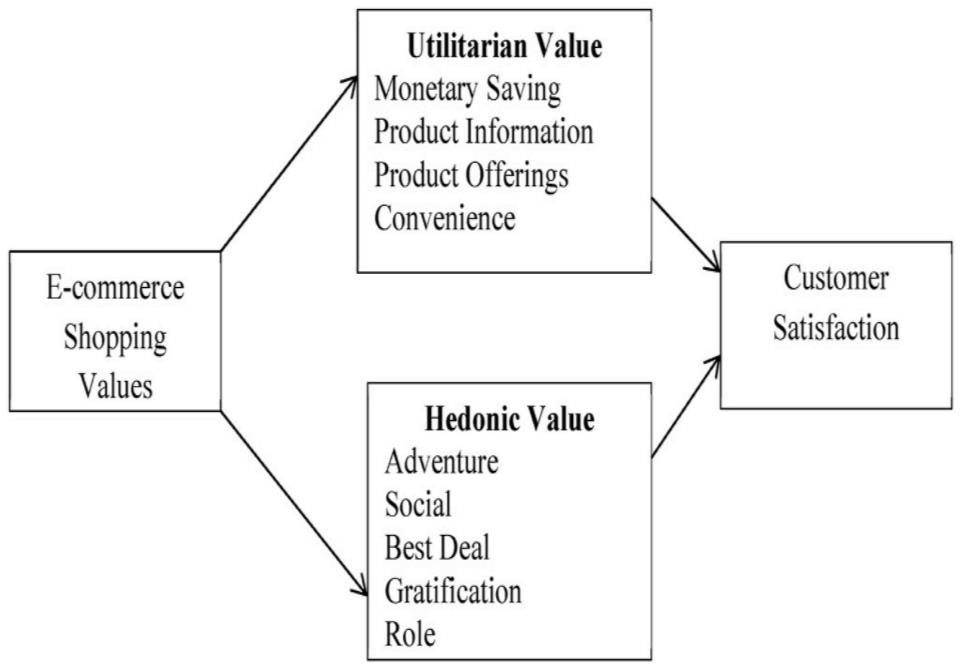 Utilitarian Value
Monetary Saving
Product Information
Product Offerings
Convenience
E-commerce
Shopping
Values
Customer
Satisfaction
Hedonic Value
Adventure
Social
Best Deal
Gratification
Role